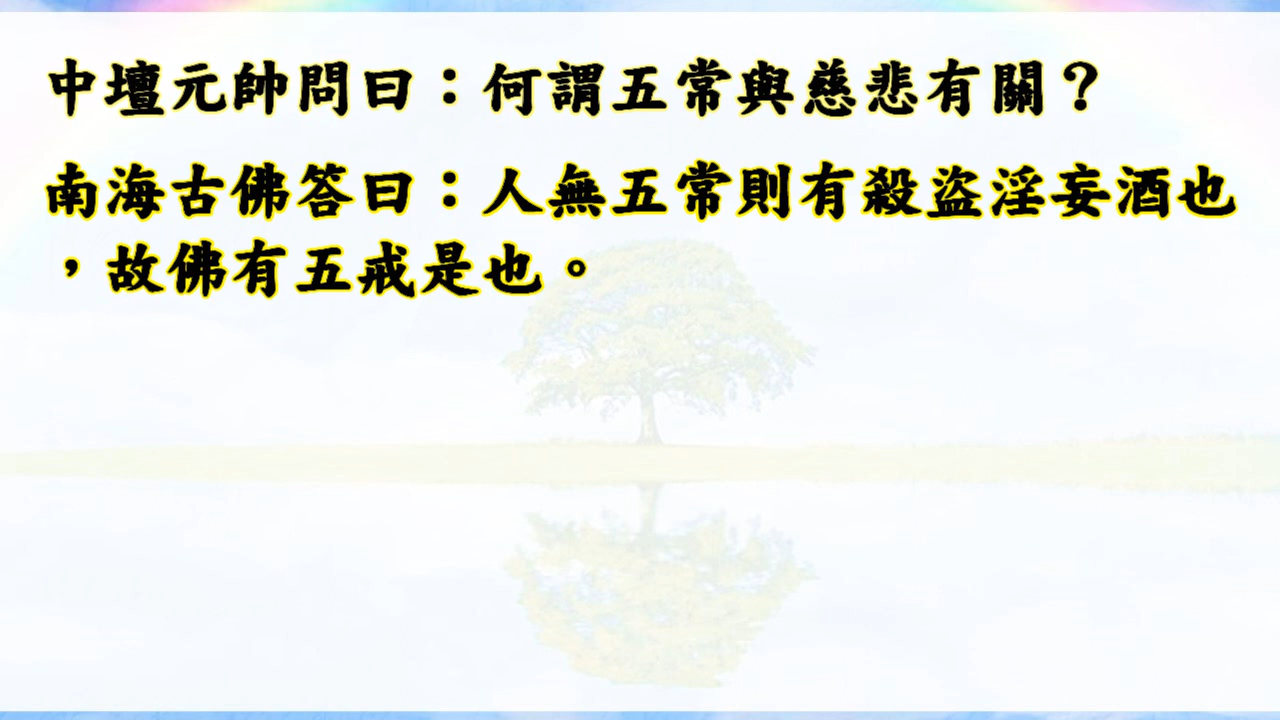 中壇元帥問曰：何謂五常與慈悲有關？
南海古佛答曰：人無五常則有殺盜淫妄酒也
，故佛有五戒是也。